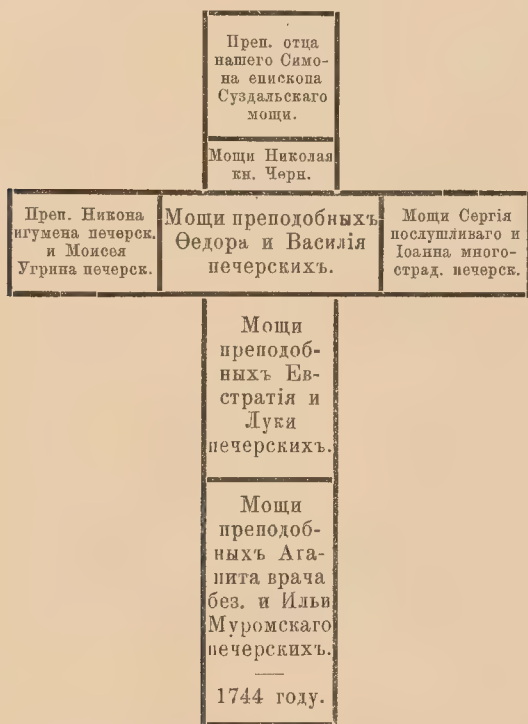 Преп. отца
нашего Симо-
на епископа
Суздальскаго
мощи.
Мощи Николая
кн. Черн.
Преп. Никона
игумена печерск.
и Моисея
Угрина печерск.
Мощи преподобныхъ
Ѳедора и Василія
печерскихъ.
Мощи Сергія
послушливаго и
Іоанна много-
страд. печерск.
Мощи
преподоб-
ныхъ Ев-
стратія и
Луки
печерскихъ.
Мощи
преподоб-
ныхъ Ага-
пита врача
без. и Ильи
Муромскаго
печерскихъ.
1744 году.